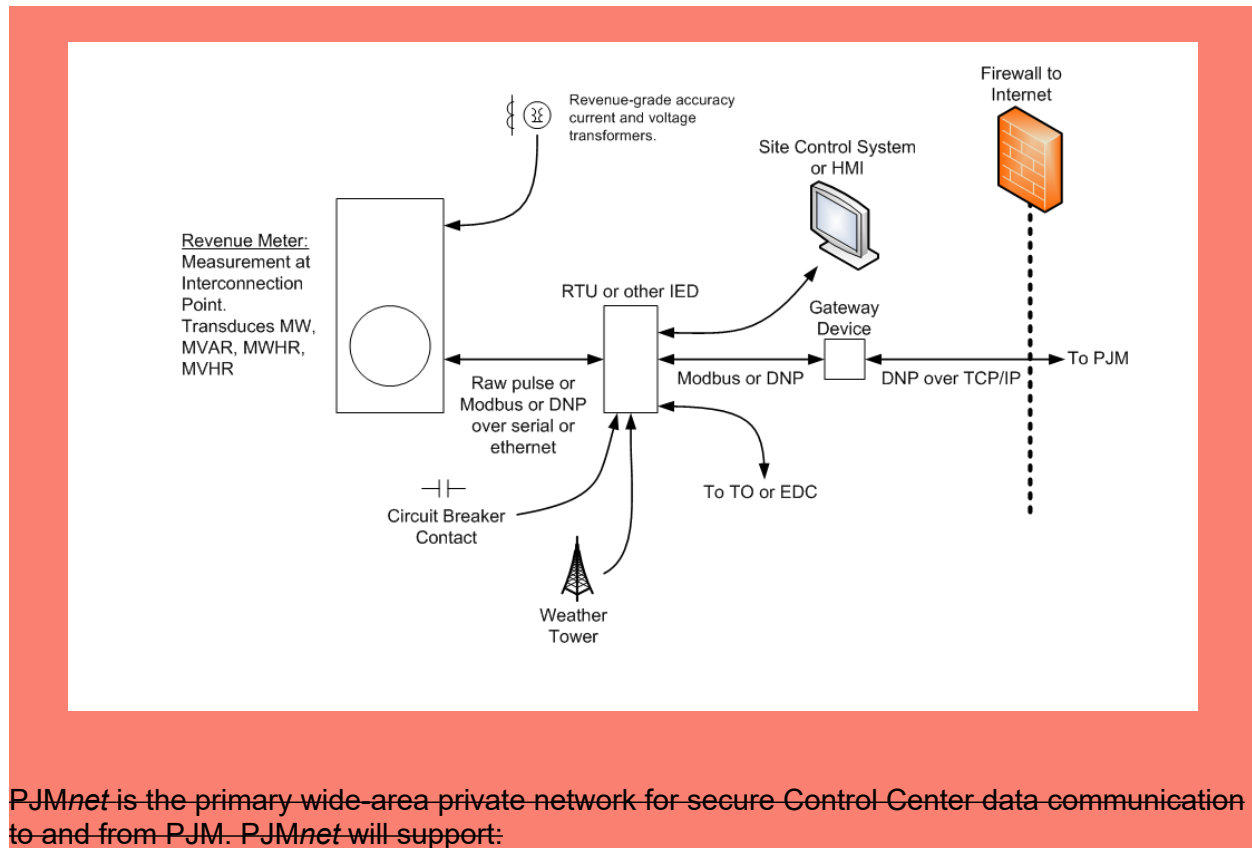 Firewall to
Internet
Revenue-grade accuracy
current and voltage
transformers.
Site Control System
or HMI
Revenue Meter:
Measurement at
Interconnection
Point.
Transduces MW,
MVAR, MWHR,
MVHR
RTU or other IED
Gateway
Device
To PJM
Raw pulse or
Modbus or DNP
over serial or
ethernet
Modbus or DNP
DNP over TCP/IP
To TO or EDC
Circuit Breaker
Contact
Weather
Tower
PJMnet is the primary wide-area private network for secure Control Center data communication
to and from PJM. PJMnet will support: